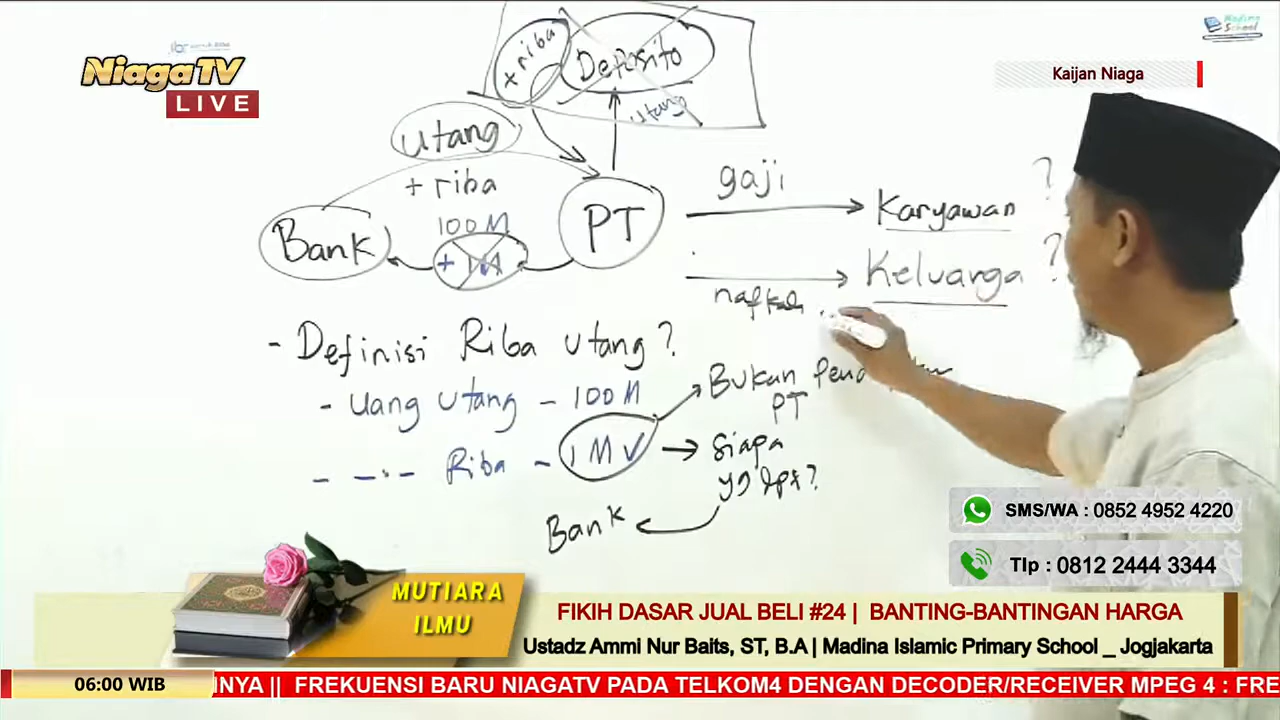 NiagaTV
LIVE
Kaijan Niaga
+ riba
Deposito
utang
utang
+ riba
100 M
Bank
PT
gaji
Karyawan ?
Keluarga ?
nafkah
- Definisi Riba utang?
- Uang utang - 100 M
Bukan
PT
Riba - 1 M
Siapa
yg dpt?
Bank
SMS/WA : 0852 4952 4220
Tlp : 0812 2444 3344
MUTIARA
ILMU
FIKIH DASAR JUAL BELI #24 | BANTING-BANTINGAN HARGA
Ustadz Ammi Nur Baits, ST, B.A | Madina Islamic Primary School _ Jogjakarta
06:00 WIB
NYA || FREKUENSI BARU NIAGATV PADA TELKOM4 DENGAN DECODER/RECEIVER MPEG 4 : FRE